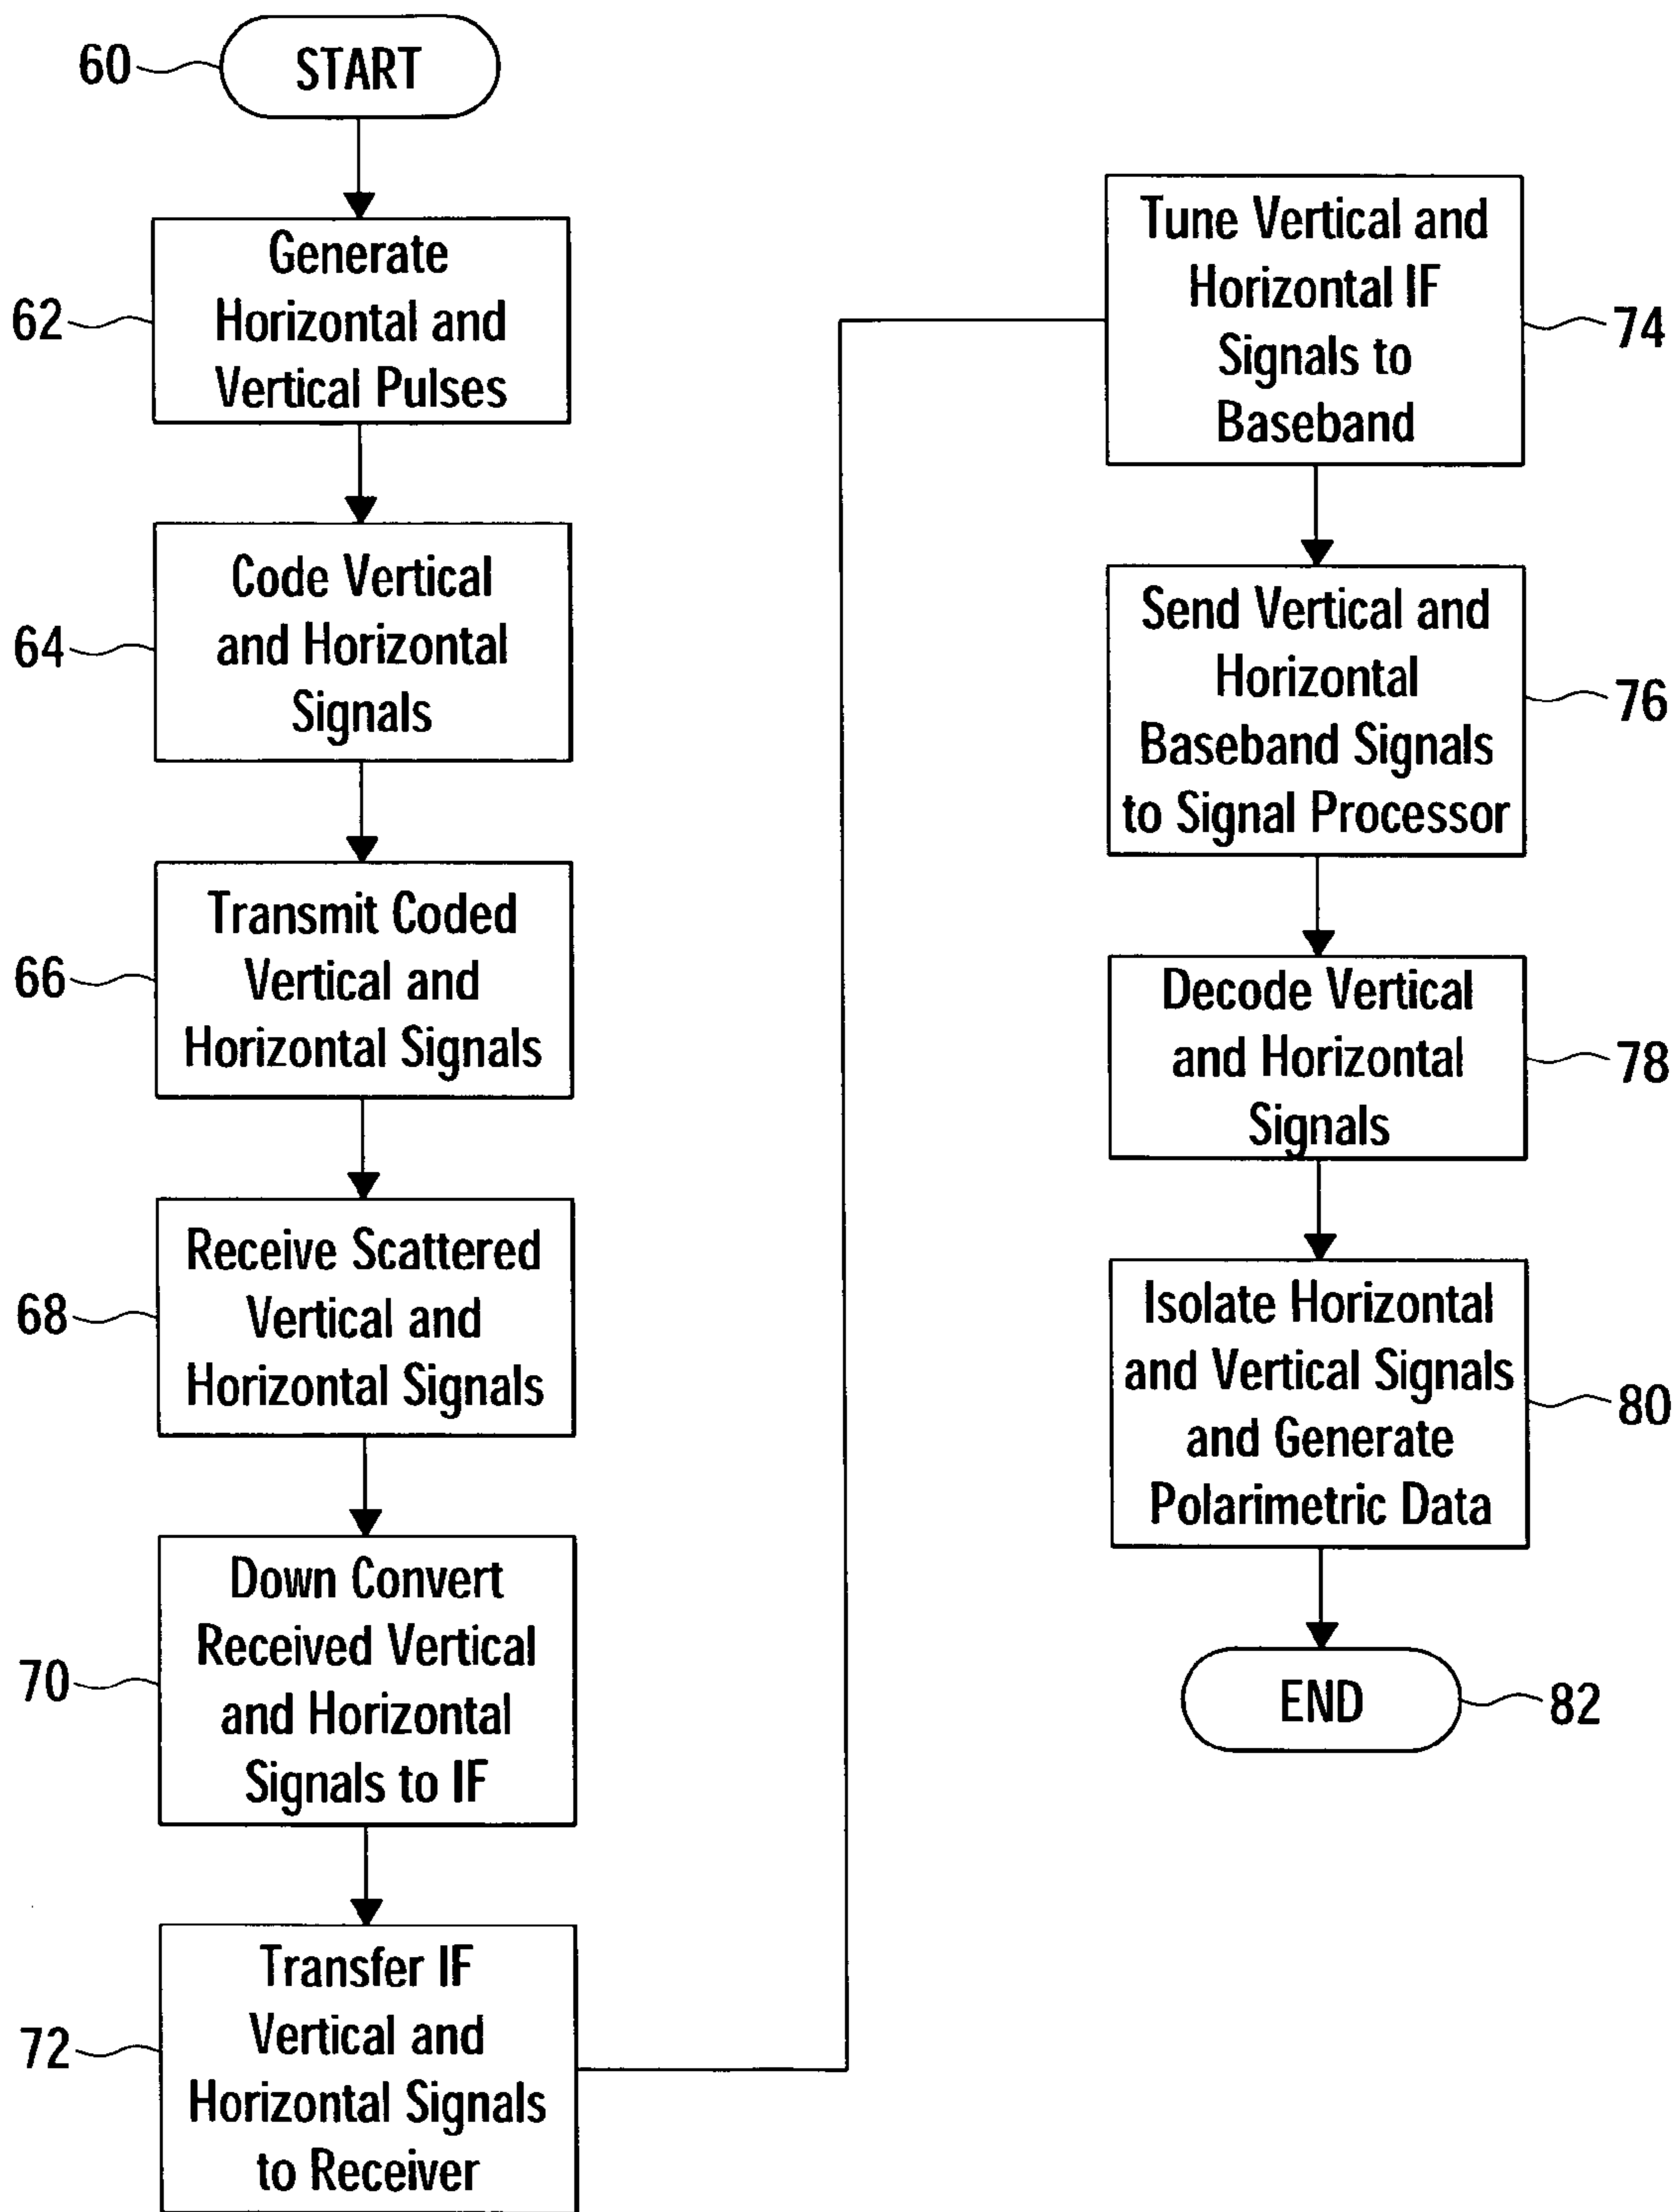 60
START
62
Generate
Horizontal and
Vertical Pulses
64
Code Vertical
and Horizontal
Signals
66
Transmit Coded
Vertical and
Horizontal Signals
68
Receive Scattered
Vertical and
Horizontal Signals
70
Down Convert
Received Vertical
and Horizontal
Signals to IF
72
Transfer IF
Vertical and
Horizontal Signals
to Receiver
Tune Vertical and
Horizontal IF
Signals to
Baseband
74
Send Vertical and
Horizontal
Baseband Signals
to Signal Processor
76
Decode Vertical
and Horizontal
Signals
78
Isolate Horizontal
and Vertical Signals
and Generate
Polarimetric Data
80
END
82